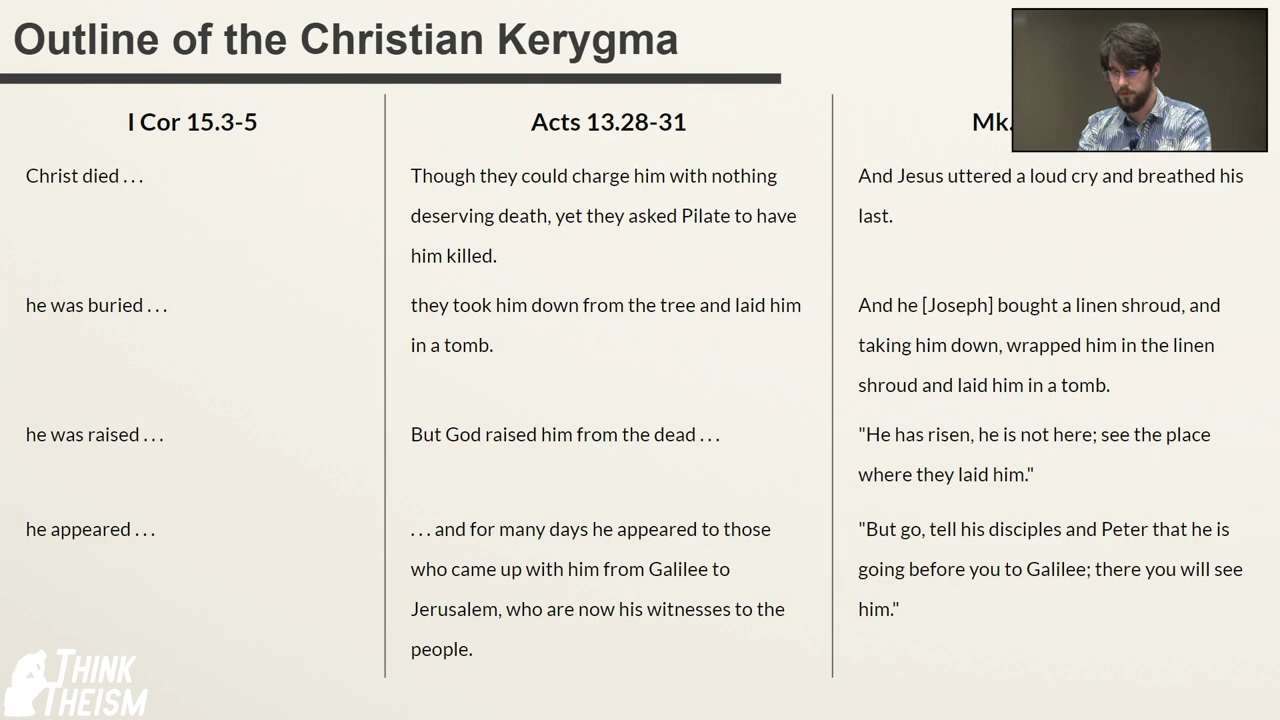 Outline of the Christian Kerygma
I Cor 15.3-5
Christ died . . .
he was buried . . .
he was raised . . .
he appeared . . .
Acts 13.28-31
Though they could charge him with nothing
deserving death, yet they asked Pilate to have
him killed.
they took him down from the tree and laid him
in a tomb.
But God raised him from the dead . . .
. . . and for many days he appeared to those
who came up with him from Galilee to
Jerusalem, who are now his witnesses to the
people.
Mk.
And Jesus uttered a loud cry and breathed his
last.
And he [Joseph] bought a linen shroud, and
taking him down, wrapped him in the linen
shroud and laid him in a tomb.
"He has risen, he is not here; see the place
where they laid him."
"But go, tell his disciples and Peter that he is
going before you to Galilee; there you will see
him."
THINK
THEISM